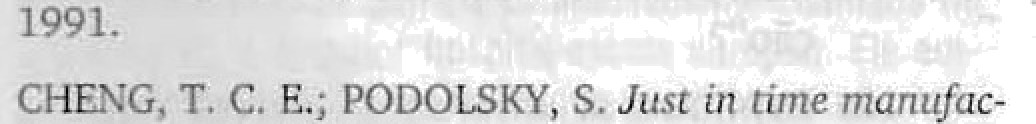 1991.
CHENG, T. C. E.; PODOLSKY, S. Just in time manufac-